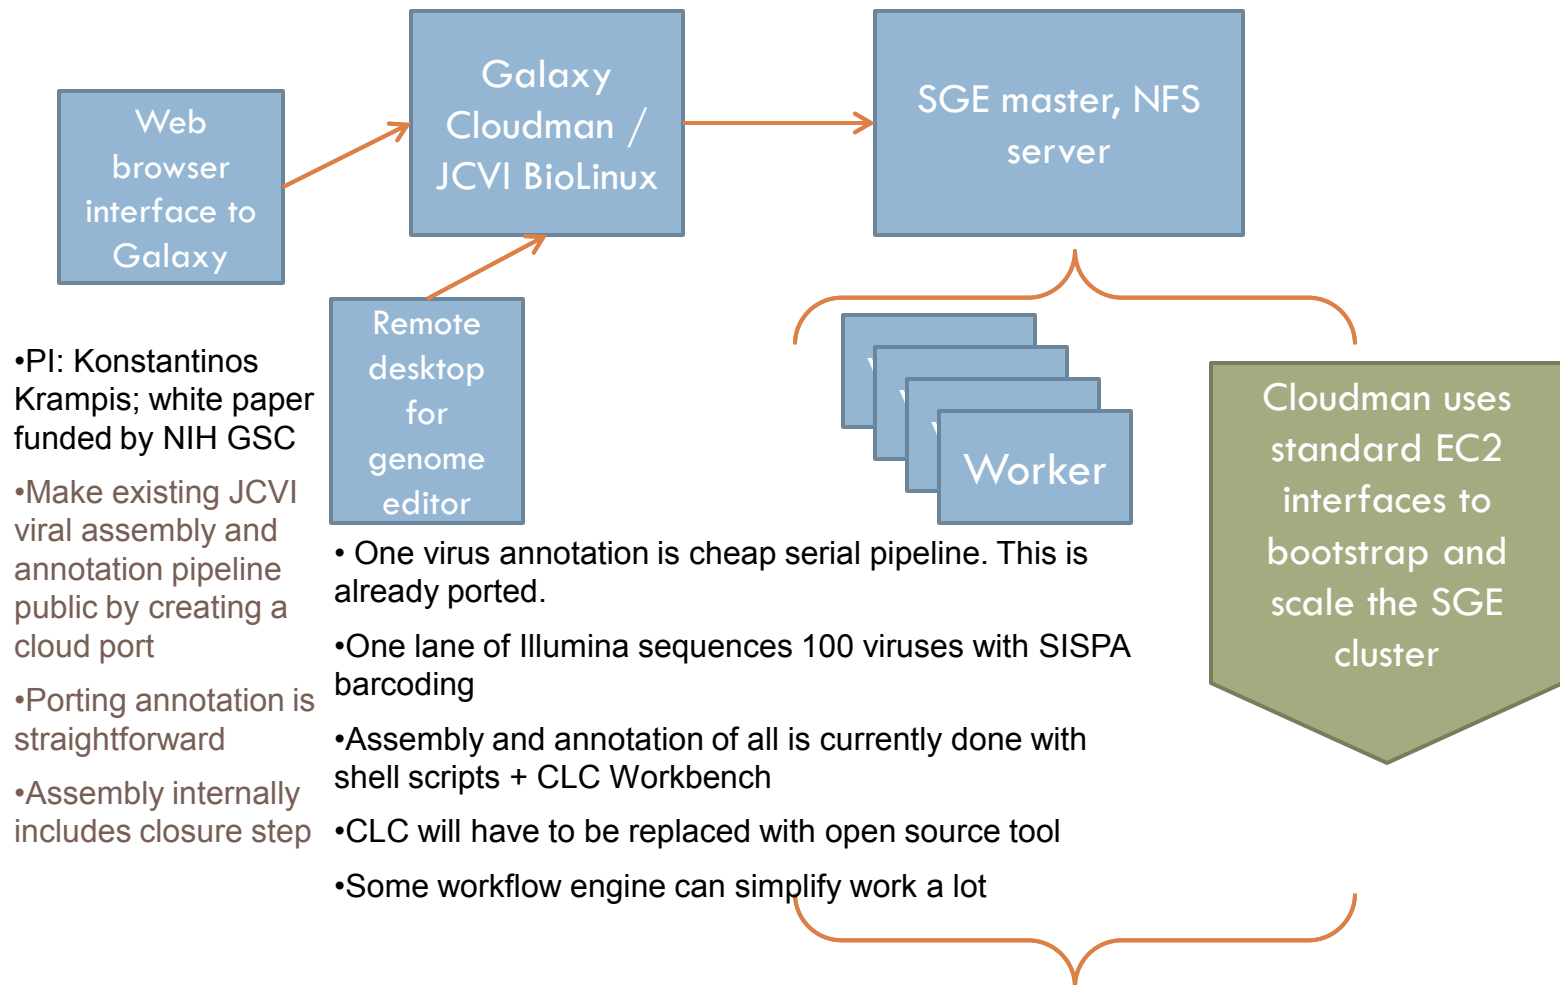 Web
browser
interface to
Galaxy
Galaxy
Cloudman /
JCVI BioLinux
SGE master, NFS
server
Remote
desktop
for
genome
editor
Worker
Cloudman uses
standard EC2
interfaces to
bootstrap and
scale the SGE
cluster
•PI: Konstantinos
Krampis; white paper
funded by NIH GSC
•Make existing JCVI
viral assembly and
annotation pipeline
public by creating a
cloud port
•Porting annotation is
straightforward
•Assembly internally
includes closure step
• One virus annotation is cheap serial pipeline. This is
already ported.
•One lane of Illumina sequences 100 viruses with SISPA
barcoding
•Assembly and annotation of all is currently done with
shell scripts + CLC Workbench
•CLC will have to be replaced with open source tool
•Some workflow engine can simplify work a lot